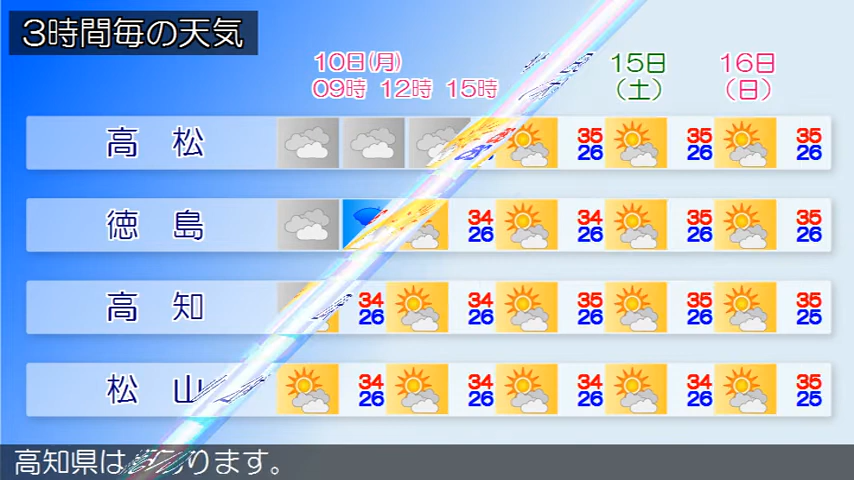 3時間毎の天気
10日(月)
09時 12時 15時
15日 16日
(土) (日)
高 松 35 35 35
26 26 26
徳 島 34 34 35 35
26 26 26 26
高 知 34 34 35 35 35
26 26 26 26 25
松 山 34 34 34 34 35
26 26 26 26 25
高知県は ります。